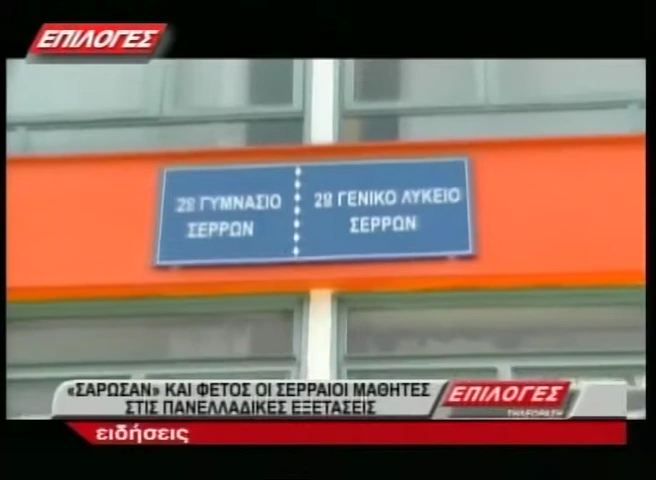 ΕΠΙΛΟΓΕΣ
2ο ΓΥΜΝΑΣΙΟ
ΣΕΡΡΩΝ
2ο ΓΕΝΙΚΟ ΛΥΚΕΙΟ
ΣΕΡΡΩΝ
«ΣΑΡΩΣΑΝ» ΚΑΙ ΦΕΤΟΣ ΟΙ ΣΕΡΡΑΙΟΙ ΜΑΘΗΤΕΣ
ΣΤΙΣ ΠΑΝΕΛΛΑΔΙΚΕΣ ΕΞΕΤΑΣΕΙΣ
ΕΠΙΛΟΓΕΣ
ΤΗΛΕΟΡΑΣΗ
ειδήσεις